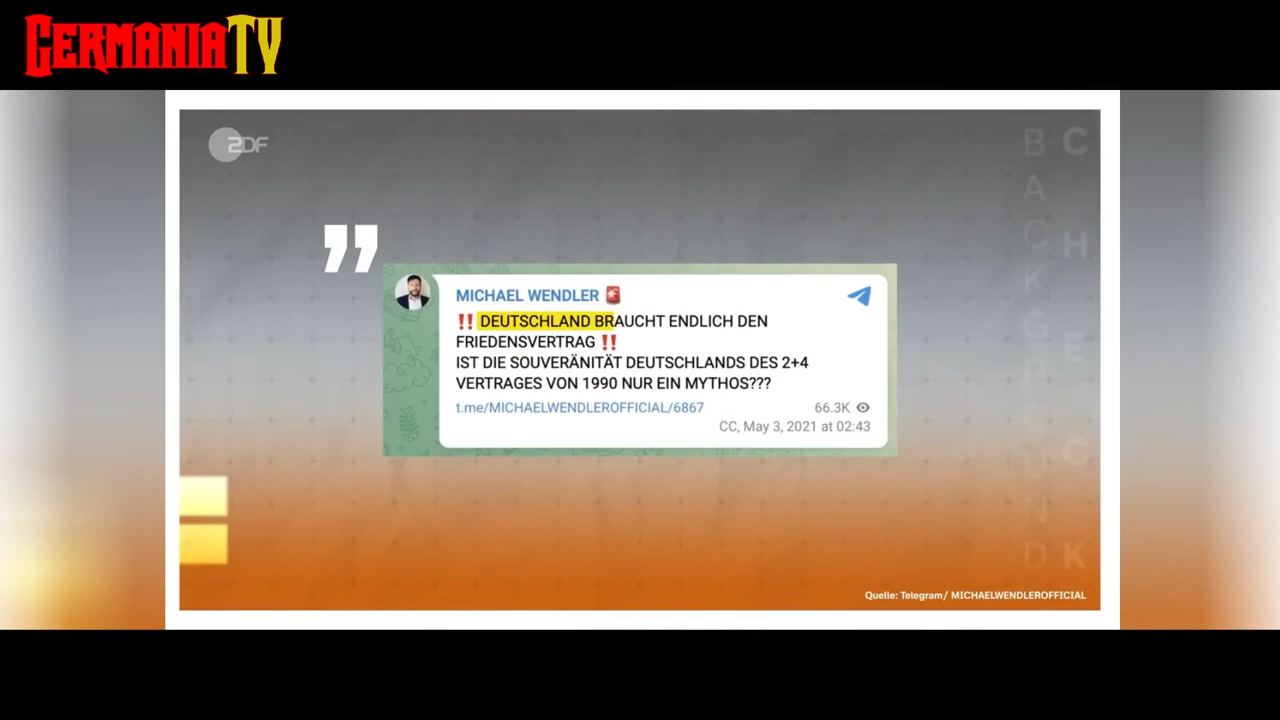 GERMANIATV
ZDF
BACKGROUND
CHECK
”
MICHAEL WENDLER 🚨
‼️ DEUTSCHLAND BRAUCHT ENDLICH DEN
FRIEDENSVERTRAG ‼️
IST DIE SOUVERÄNITÄT DEUTSCHLANDS DES 2+4
VERTRAGES VON 1990 NUR EIN MYTHOS???
t.me/MICHAELWENDLEROFFICIAL/6867 66.3K
CC, May 3, 2021 at 02:43
Quelle: Telegram/ MICHAELWENDLEROFFICIAL